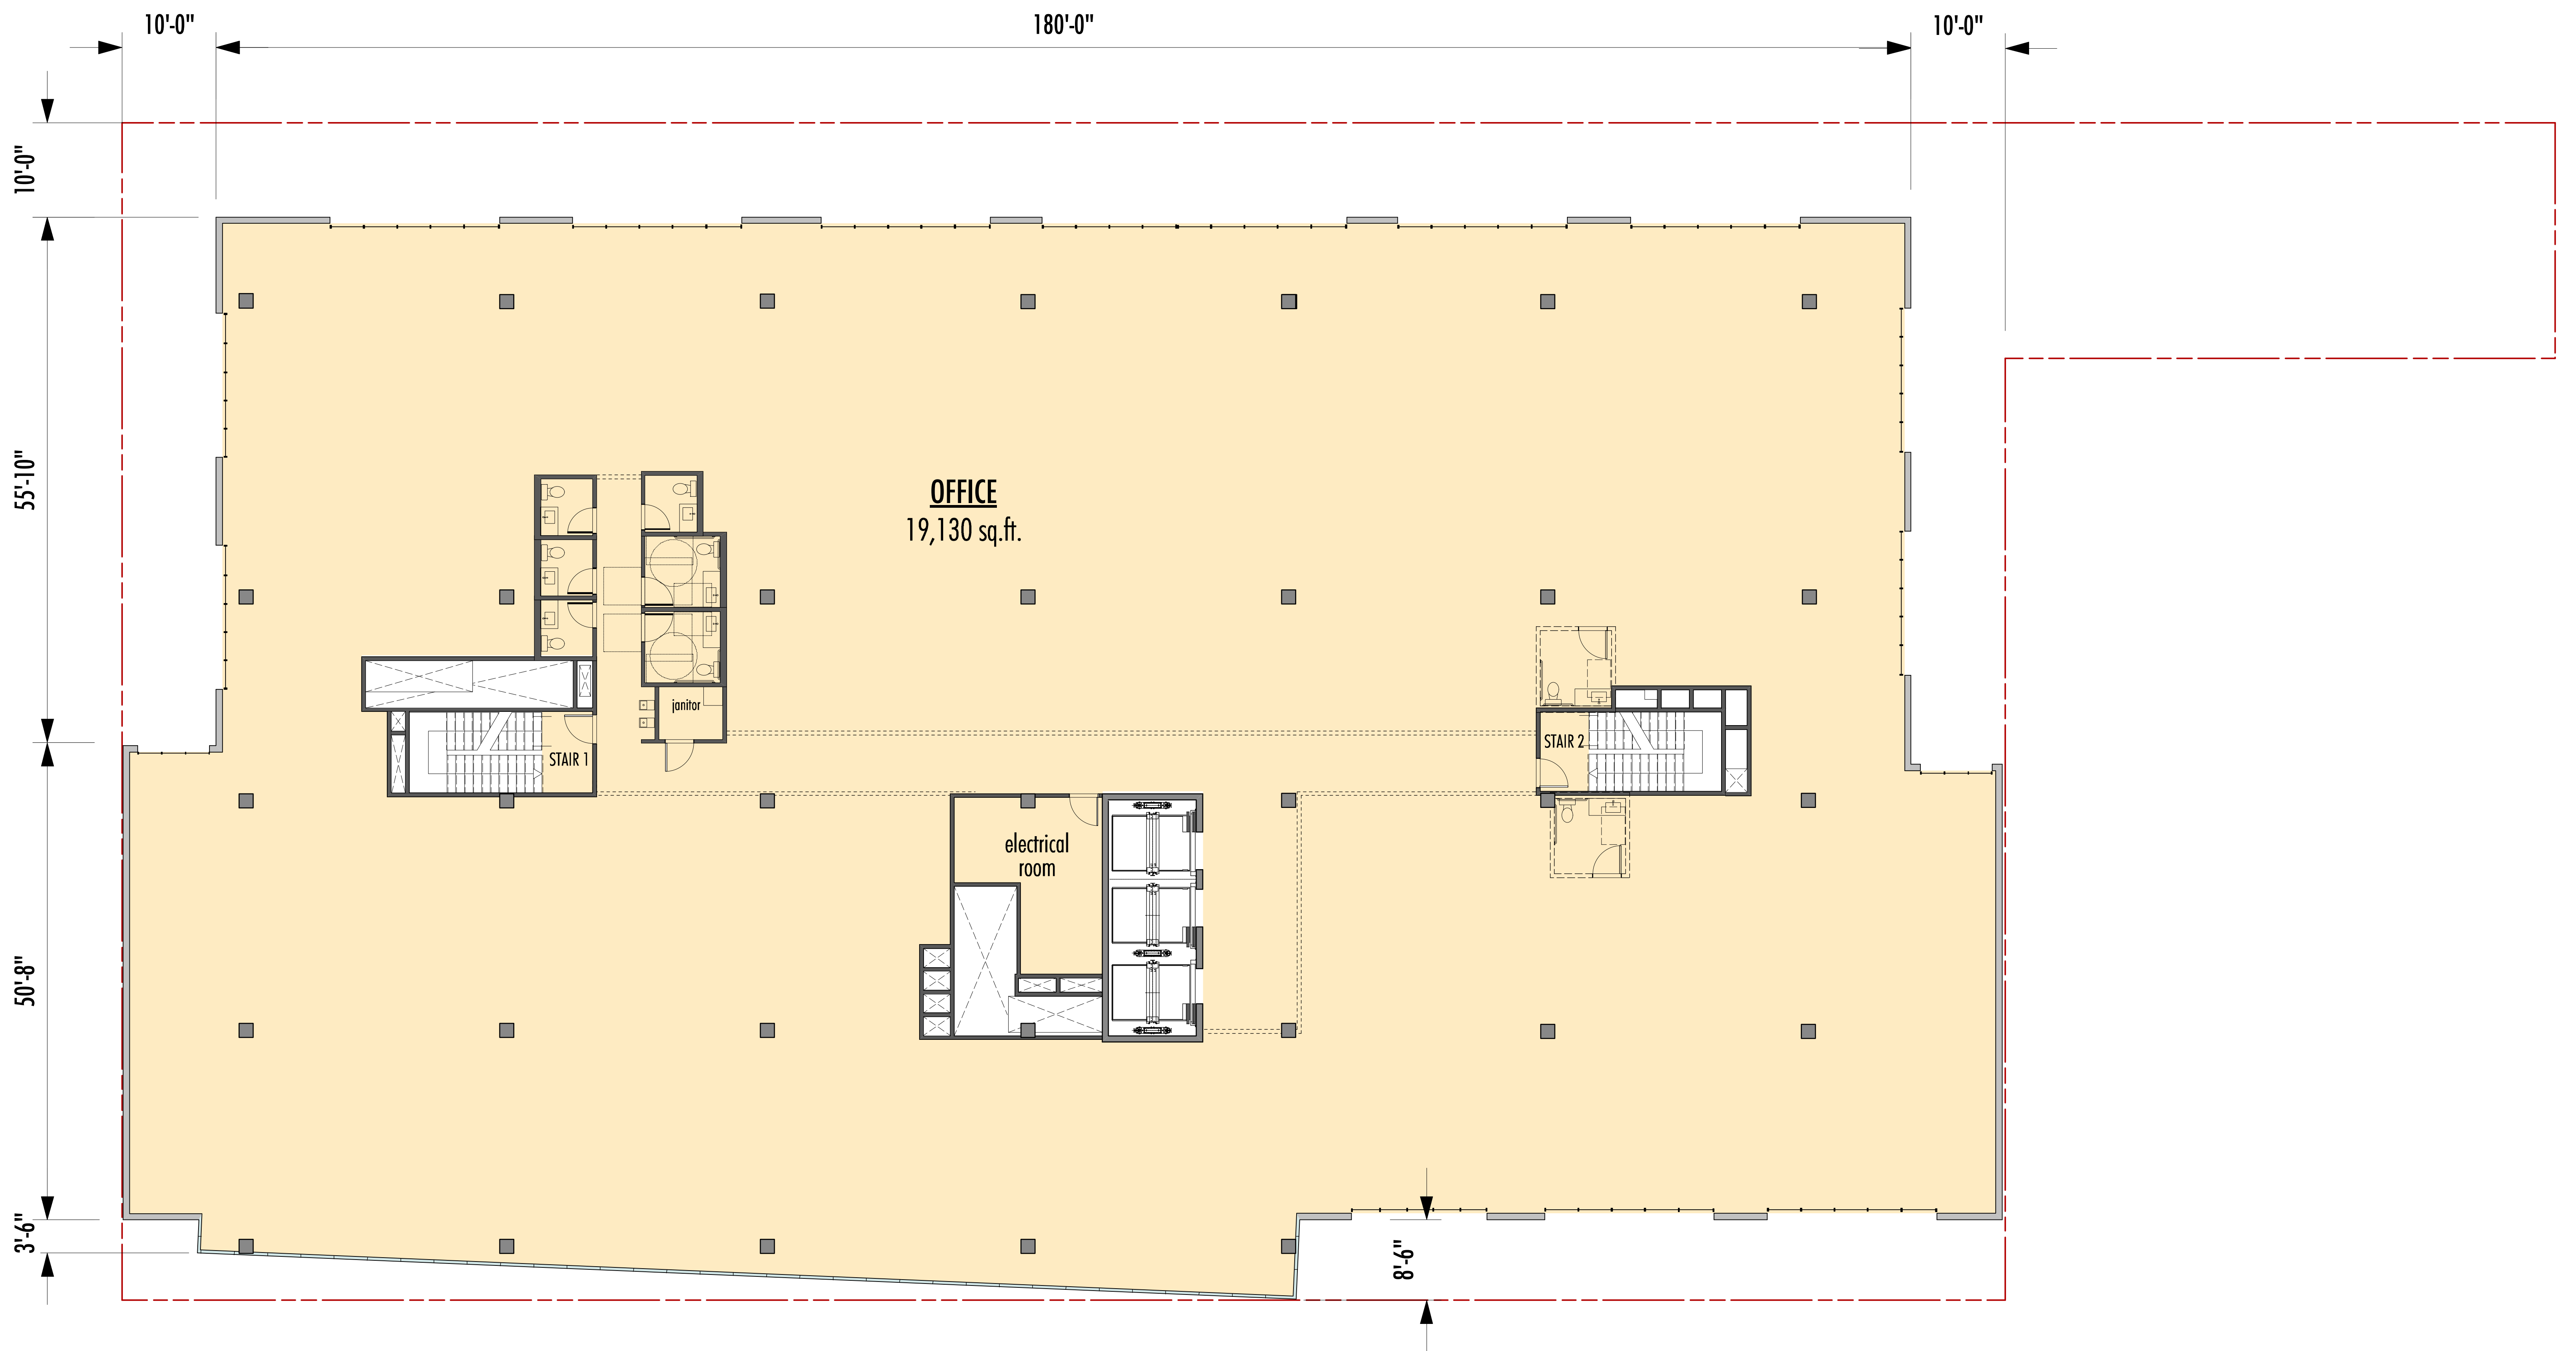 10'-0"
180'-0"
10'-0"
10'-0"
55'-10"
OFFICE
19,130 sq.ft.
janitor
STAIR 1
STAIR 2
electrical
room
50'-8"
3'-6"
8'-6"